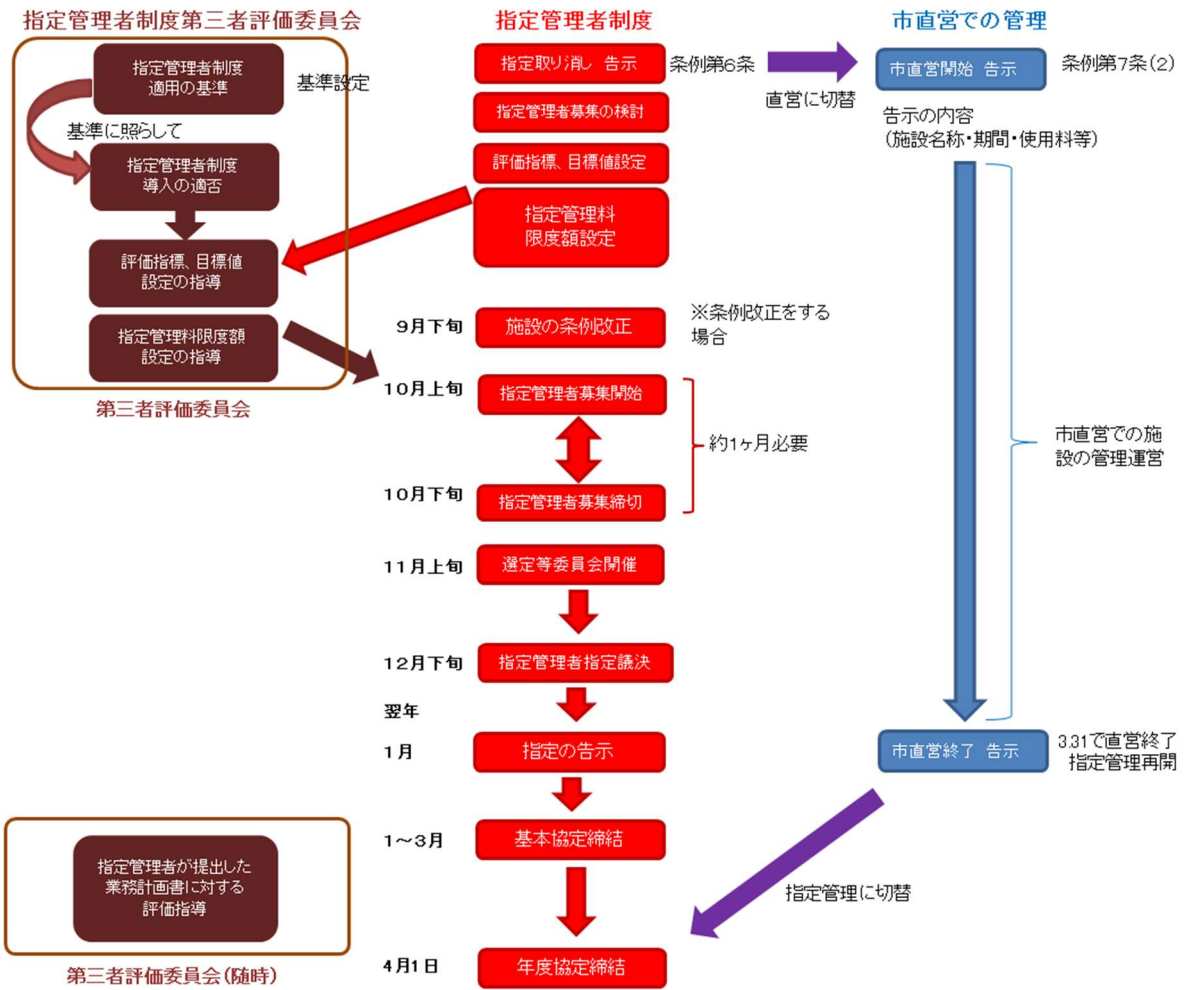 指定管理者制度第三者評価委員会
指定管理者制度
適用の基準
基準設定
基準に照らして
指定管理者制度
導入の適否
評価指標、目標値
設定の指導
指定管理料限度額
設定の指導
第三者評価委員会
指定管理者が提出した
業務計画書に対する
評価指導
第三者評価委員会(随時)
指定管理者制度
指定取り消し 告示
条例第6条
指定管理者募集の検討
評価指標、目標値設定
指定管理料
限度額設定
9月下旬
施設の条例改正
※条例改正をする
場合
10月上旬
指定管理者募集開始
約1ヶ月必要
10月下旬
指定管理者募集締切
11月上旬
選定等委員会開催
12月下旬
指定管理者指定議決
翌年
1月
指定の告示
1～3月
基本協定締結
4月1日
年度協定締結
直営に切替
市直営での管理
市直営開始 告示
条例第7条(2)
告示の内容
(施設名称・期間・使用料等)
市直営での施
設の管理運営
市直営終了 告示
3.31で直営終了
指定管理再開
指定管理に切替